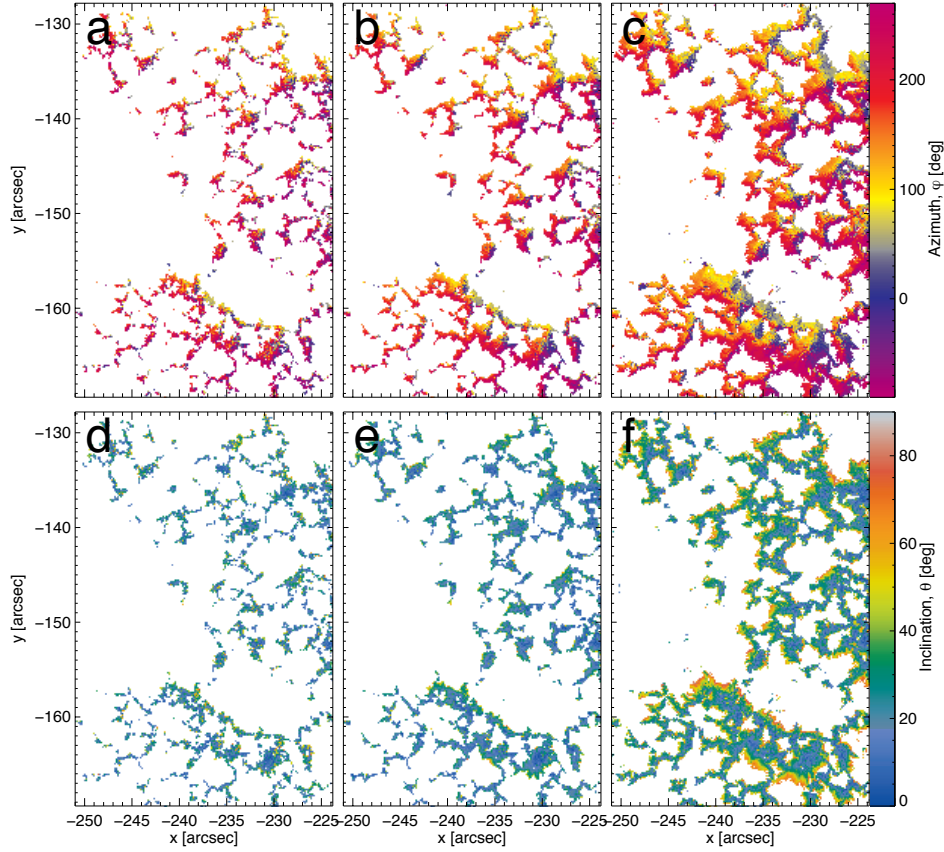 a
b
c
−130
−140
−150
−160
y [arcsec]
200
100
0
Azimuth, φ [deg]
d
e
f
−130
−140
−150
−160
y [arcsec]
80
60
40
20
0
Inclination, θ [deg]
−250 −245 −240 −235 −230 −225
−250 −245 −240 −235 −230 −225
−250 −245 −240 −235 −230 −225
x [arcsec]
x [arcsec]
x [arcsec]